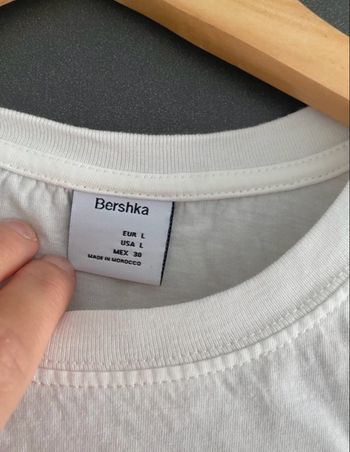 Bershka
EUR L
USA L
MEX 30
MADE IN MOROCCO